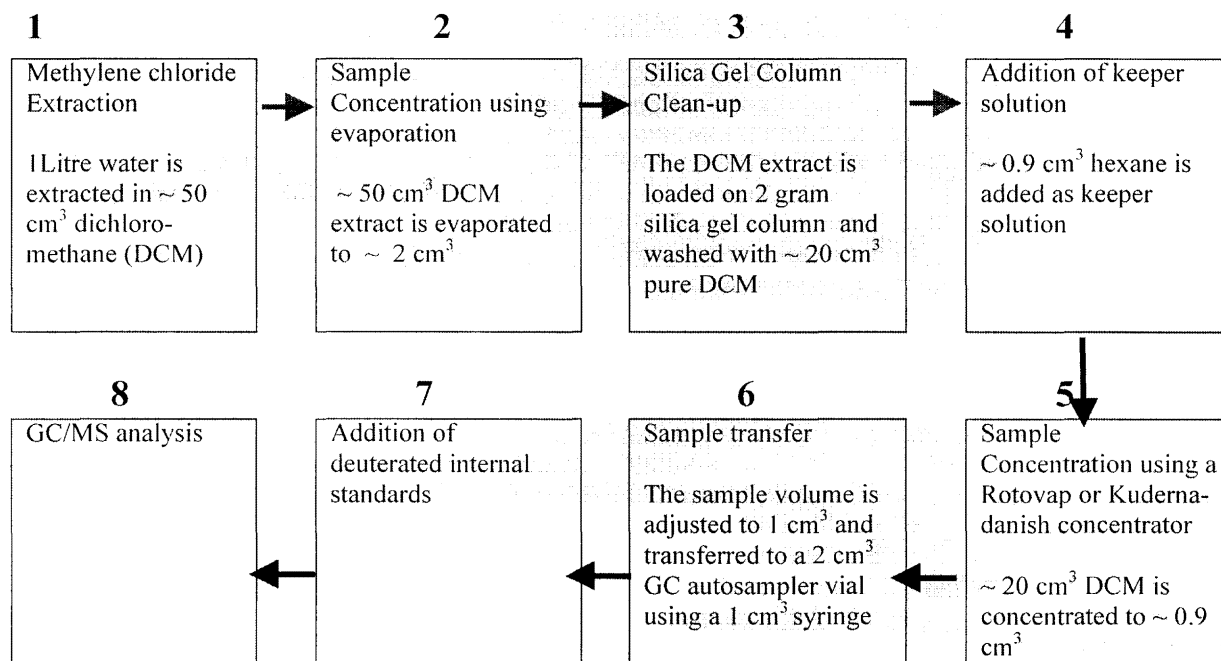 1
Methylene chloride
Extraction
1Litre water is
extracted in ~ 50
cm³ dichloro-
methane (DCM)
2
Sample
Concentration using
evaporation
~ 50 cm³ DCM
extract is evaporated
to ~ 2 cm³
3
Silica Gel Column
Clean-up
The DCM extract is
loaded on 2 gram
silica gel column and
washed with ~ 20 cm³
pure DCM
4
Addition of keeper
solution
~ 0.9 cm³ hexane is
added as keeper
solution
5
Sample
Concentration using a
Rotovap or Kuderna-
danish concentrator
~ 20 cm³ DCM is
concentrated to ~ 0.9
cm³
6
Sample transfer
The sample volume is
adjusted to 1 cm³ and
transferred to a 2 cm³
GC autosampler vial
using a 1 cm³ syringe
7
Addition of
deuterated internal
standards
8
GC/MS analysis